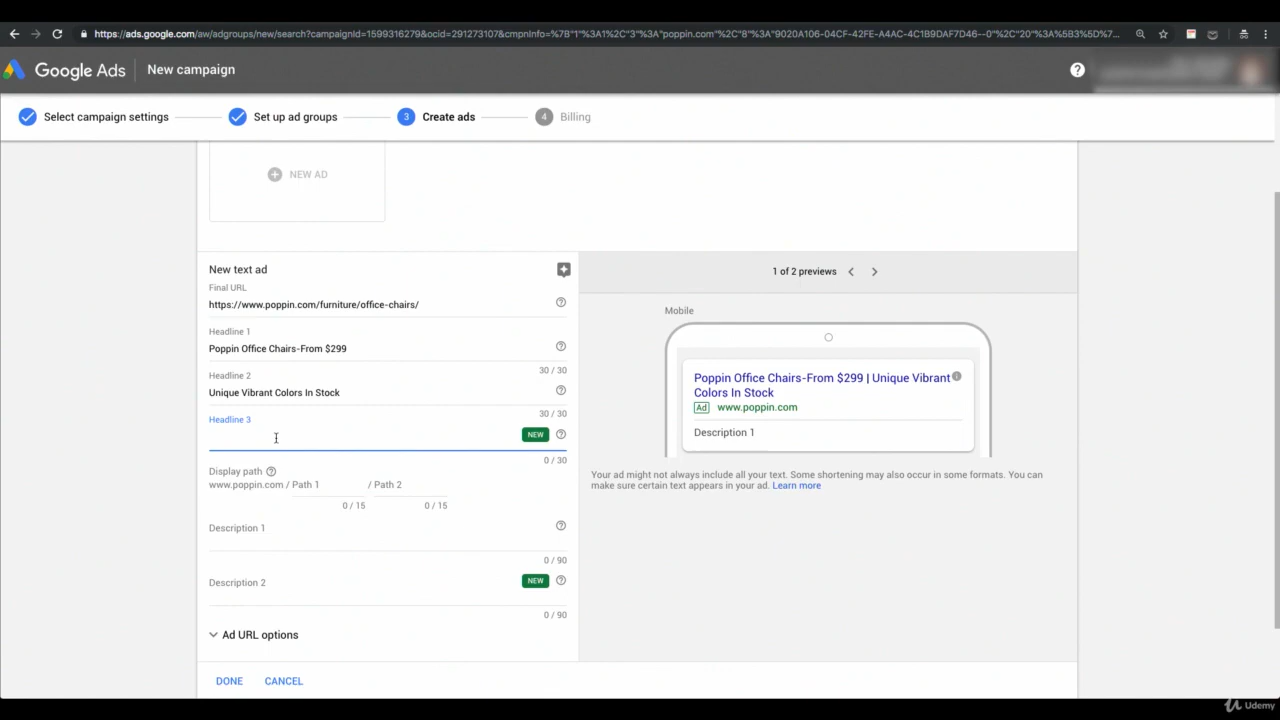 https://ads.google.com/aw/adgroups/new/search?campaignId=1599316279&ocid=291273107&cmpnInfo=%7B"1"%3A1%2C"3"%3A"poppin.com"%2C"8"%3A"9020A106-04CF-42FE-A4AC-4C1B9DAF7D46--0"%2C"20"%3A%5B%3P%5D%7...
Google Ads
New campaign
Select campaign settings
Set up ad groups
3 Create ads
4 Billing
NEW AD
New text ad
Final URL
https://www.poppin.com/furniture/office-chairs/
Headline 1
Poppin Office Chairs-From $299
30 / 30
Headline 2
Unique Vibrant Colors In Stock
30 / 30
Headline 3
NEW
0 / 30
Display path
www.poppin.com / Path 1 / Path 2
0 / 15 0 / 15
Description 1
0 / 90
Description 2
NEW
0 / 90
Ad URL options
DONE CANCEL
1 of 2 previews
Mobile
Poppin Office Chairs-From $299 | Unique Vibrant
Colors In Stock
Ad www.poppin.com
Description 1
Your ad might not always include all your text. Some shortening may also occur in some formats. You can
make sure certain text appears in your ad. Learn more
Udemy